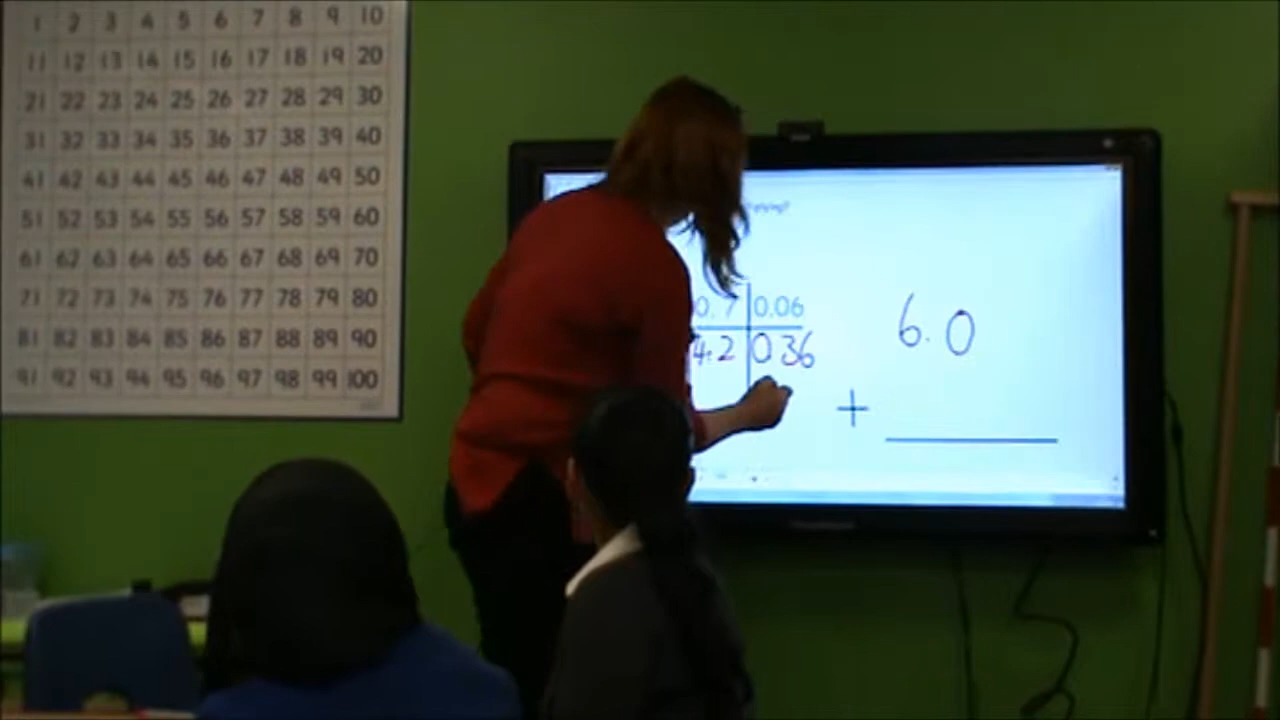 1 2 3 4 5 6 7 8 9 10
11 12 13 14 15 16 17 18 19 20
21 22 23 24 25 26 27 28 29 30
31 32 33 34 35 36 37 38 39 40
41 42 43 44 45 46 47 48 49 50
51 52 53 54 55 56 57 58 59 60
61 62 63 64 65 66 67 68 69 70
71 72 73 74 75 76 77 78 79 80
81 82 83 84 85 86 87 88 89 90
91 92 93 94 95 96 97 98 99 100
0.7 0.06
4.2 0 36
6.0
+